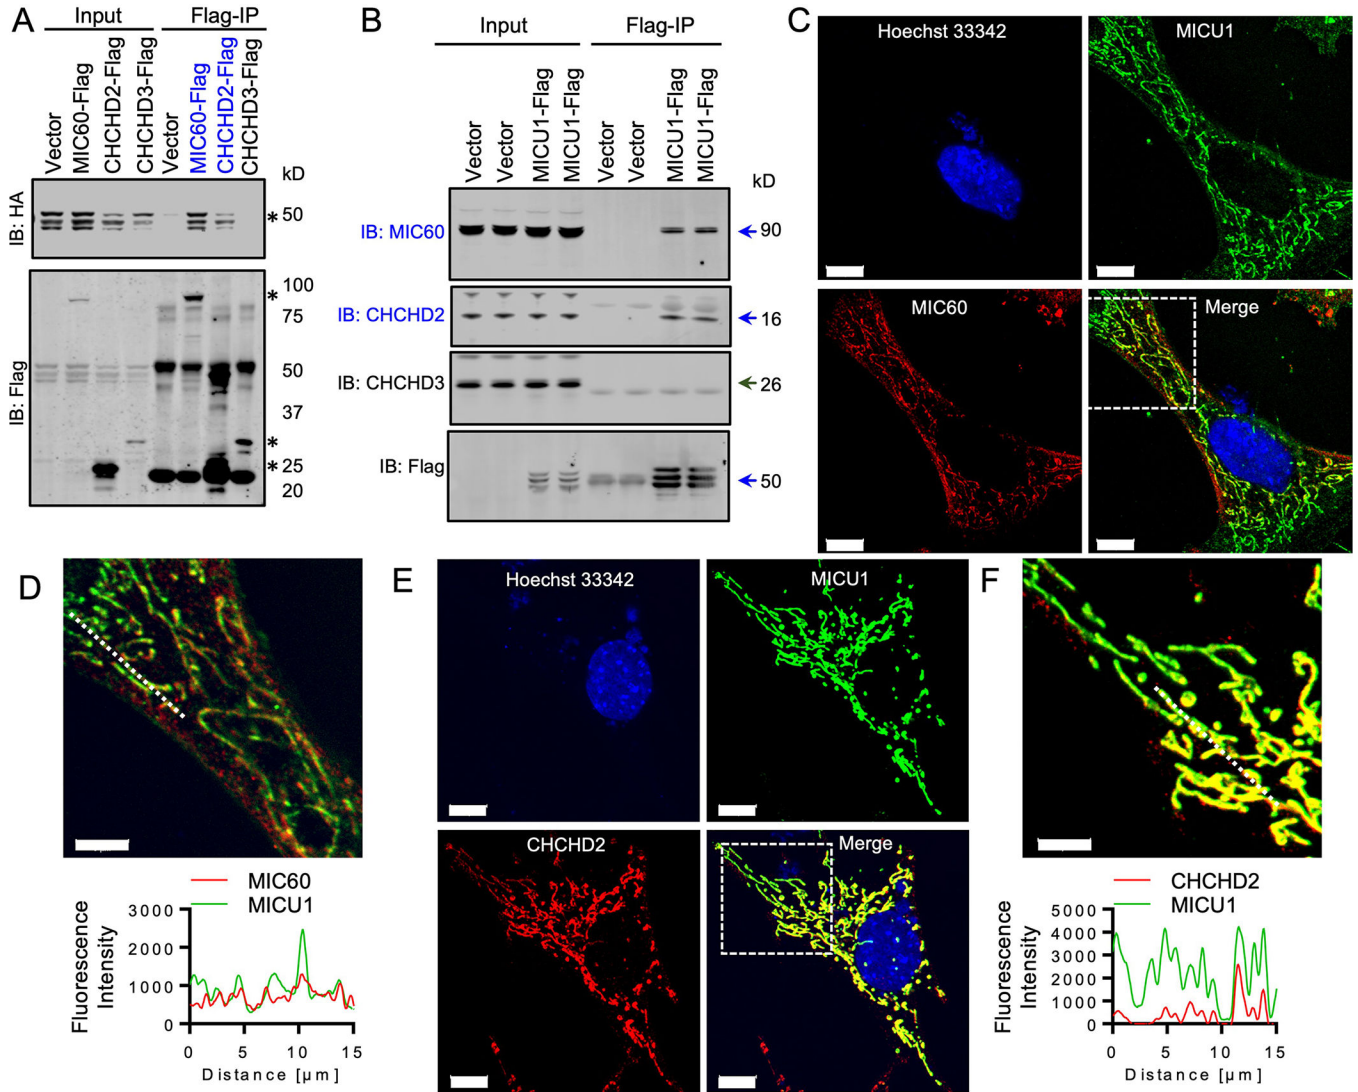 A
Input
Flag-IP
Vector
MIC60-Flag
CHCHD2-Flag
CHCHD3-Flag
Vector
MIC60-Flag
CHCHD2-Flag
CHCHD3-Flag
kD
IB: HA
* 50
IB: Flag
* 100
75
50
37
*
* 25
20
B
Input
Flag-IP
Vector
Vector
MICU1-Flag
MICU1-Flag
Vector
Vector
MICU1-Flag
MICU1-Flag
kD
IB: MIC60
90
IB: CHCHD2
16
IB: CHCHD3
26
IB: Flag
50
C
Hoechst 33342
MICU1
MIC60
Merge
D
MIC60
MICU1
Fluorescence
Intensity
3000
2000
1000
0
0 5 10 15
Distance [µm]
E
Hoechst 33342
MICU1
CHCHD2
Merge
F
CHCHD2
MICU1
Fluorescence
Intensity
5000
4000
3000
2000
1000
0
0 5 10 15
Distance [µm]